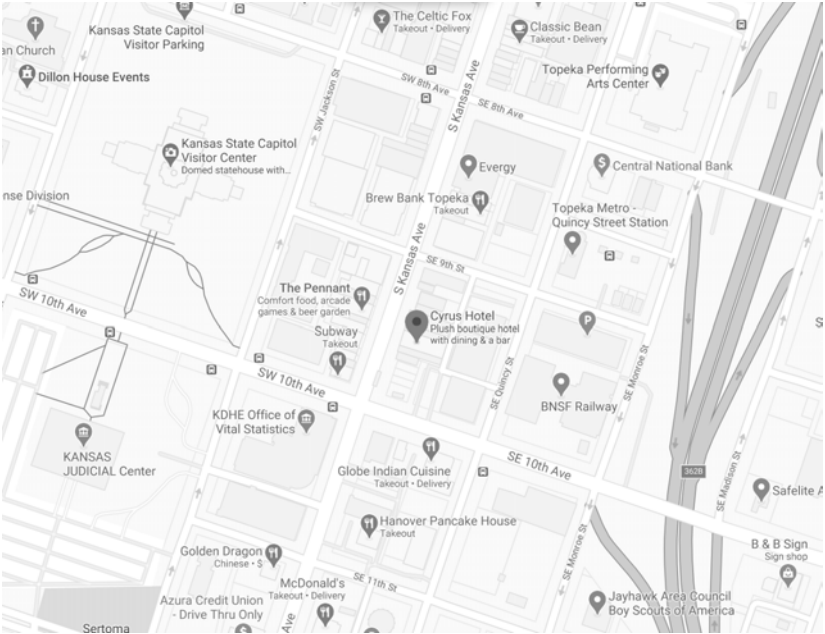 The Celtic Fox
Takeout • Delivery
Classic Bean
Takeout • Delivery
Kansas State Capitol
Visitor Parking
an Church
Dillon House Events
Topeka Performing
Arts Center
SW 8th Ave
SE 8th Ave
S Kansas Ave
SW Jackson St
Kansas State Capitol
Visitor Center
Domed statehouse with...
Evergy
Central National Bank
nse Division
Brew Bank Topeka
Takeout
Topeka Metro -
Quincy Street Station
S Kansas Ave
SE 9th St
The Pennant
Comfort food, arcade
games & beer garden
SW 10th Ave
Cyrus Hotel
Plush boutique hotel
with dining & a bar
P
S
Subway
Takeout
SE Quincy St
SE Monroe St
SW 10th Ave
BNSF Railway
KDHE Office of
Vital Statistics
KANSAS
JUDICIAL Center
Globe Indian Cuisine
Takeout • Delivery
SE 10th Ave
362B
SE Madison St
Safelite A
Hanover Pancake House
Takeout
Golden Dragon
Chinese • $
SE Monroe St
B & B Sign
Sign shop
McDonald's
Takeout • Delivery
SE 11th St
Azura Credit Union
- Drive Thru Only
Ave
Jayhawk Area Council
Boy Scouts of America
Sertoma